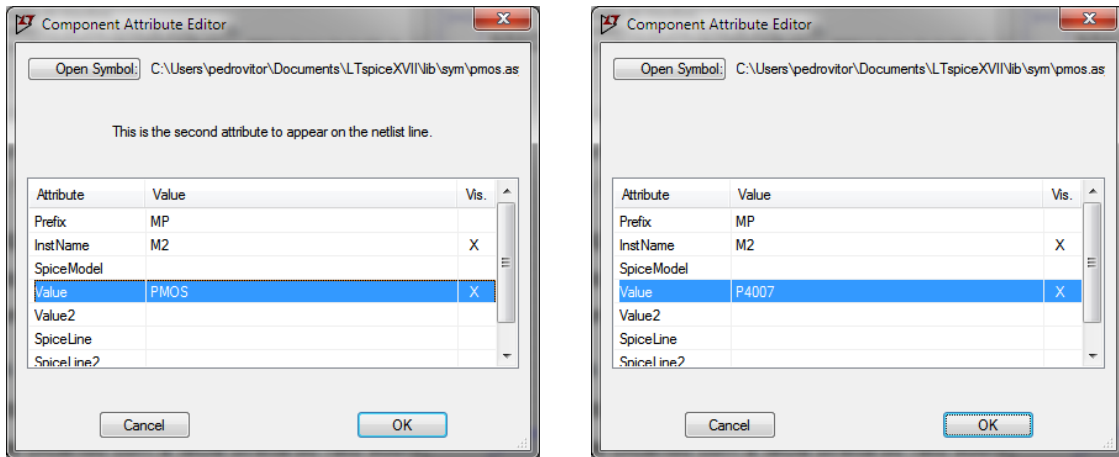 Component Attribute Editor
Open Symbol: C:\Users\pedrovitor\Documents\LTspiceXVII\lib\sym\pmos.as
This is the second attribute to appear on the netlist line.
Attribute Value Vis.
Prefix MP
InstName M2 X
SpiceModel
Value PMOS X
Value2
SpiceLine
SpiceLine2
Cancel OK
Component Attribute Editor
Open Symbol: C:\Users\pedrovitor\Documents\LTspiceXVII\lib\sym\pmos.as
Attribute Value Vis.
Prefix MP
InstName M2 X
SpiceModel
Value P4007 X
Value2
SpiceLine
SpiceLine2
Cancel OK